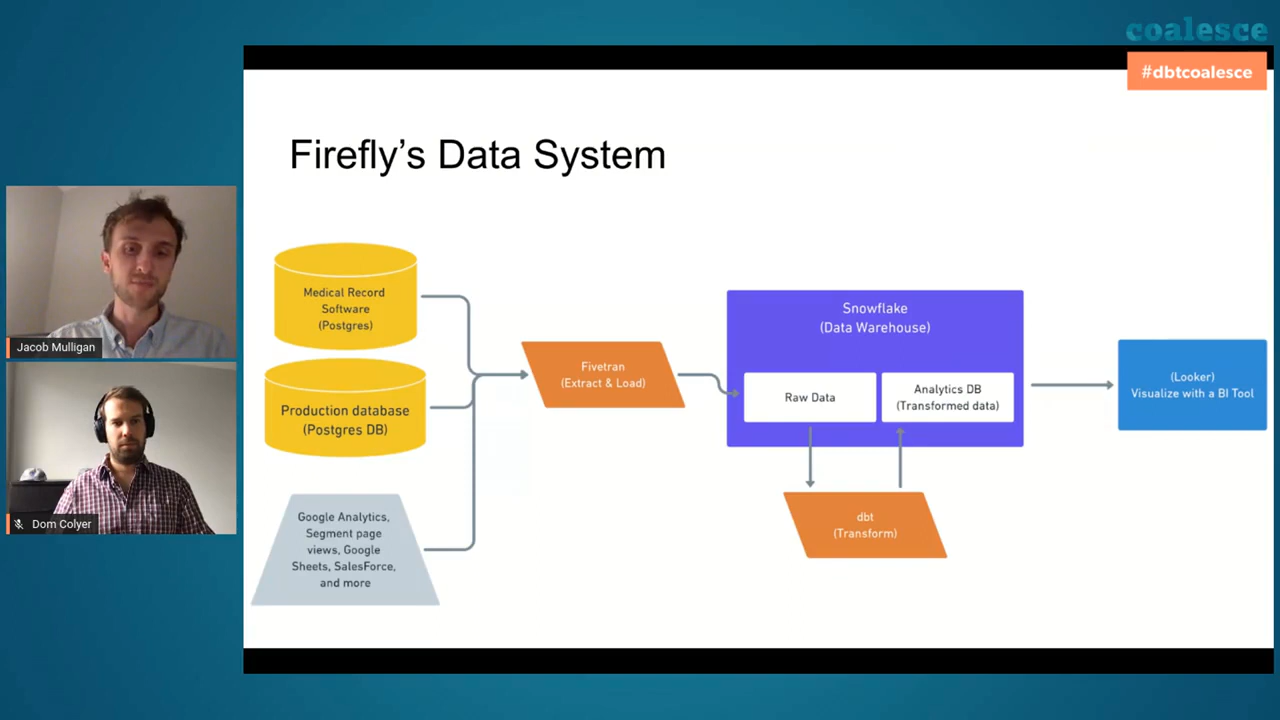 coalesce
#dbtcoalesce
Firefly's Data System
Medical Record
Software
(Postgres)
Production database
(Postgres DB)
Google Analytics,
Segment page
views, Google
Sheets, SalesForce,
and more
Fivetran
(Extract & Load)
Snowflake
(Data Warehouse)
Raw Data
Analytics DB
(Transformed data)
dbt
(Transform)
(Looker)
Visualize with a BI Tool
Jacob Mulligan
Dom Colyer